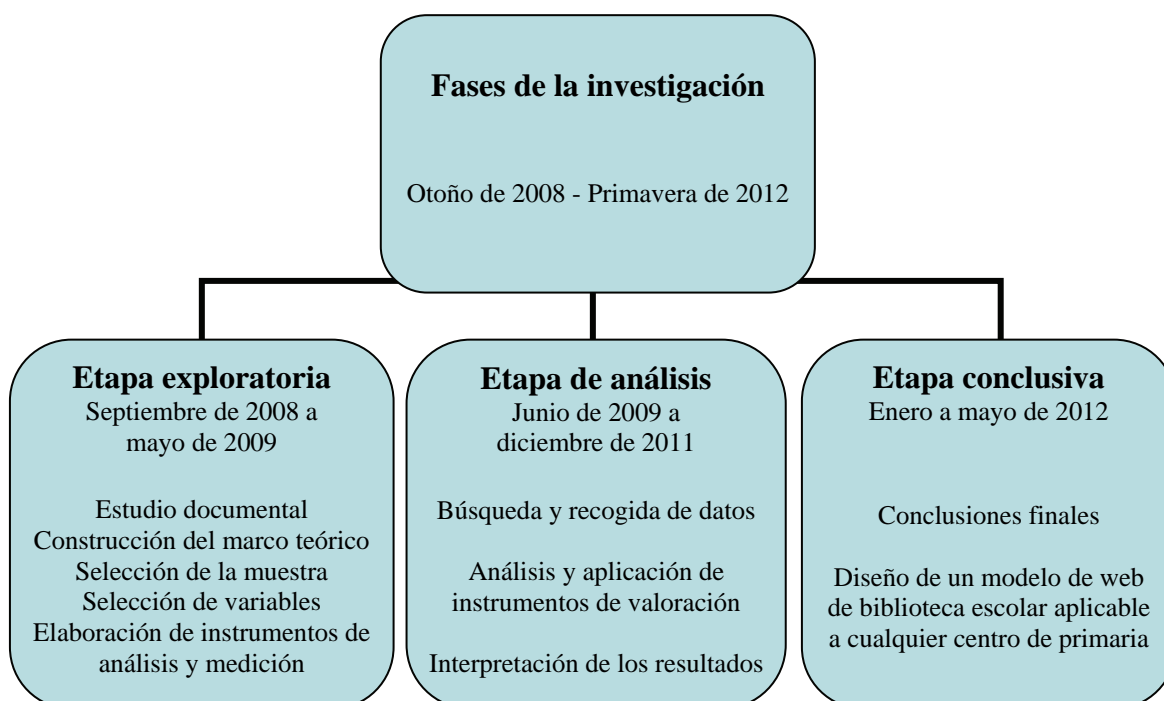 Fases de la investigación
Otoño de 2008 - Primavera de 2012
Etapa exploratoria
Septiembre de 2008 a
mayo de 2009
Estudio documental
Construcción del marco teórico
Selección de la muestra
Selección de variables
Elaboración de instrumentos de
análisis y medición
Etapa de análisis
Junio de 2009 a
diciembre de 2011
Búsqueda y recogida de datos
Análisis y aplicación de
instrumentos de valoración
Interpretación de los resultados
Etapa conclusiva
Enero a mayo de 2012
Conclusiones finales
Diseño de un modelo de web
de biblioteca escolar aplicable
a cualquier centro de primaria